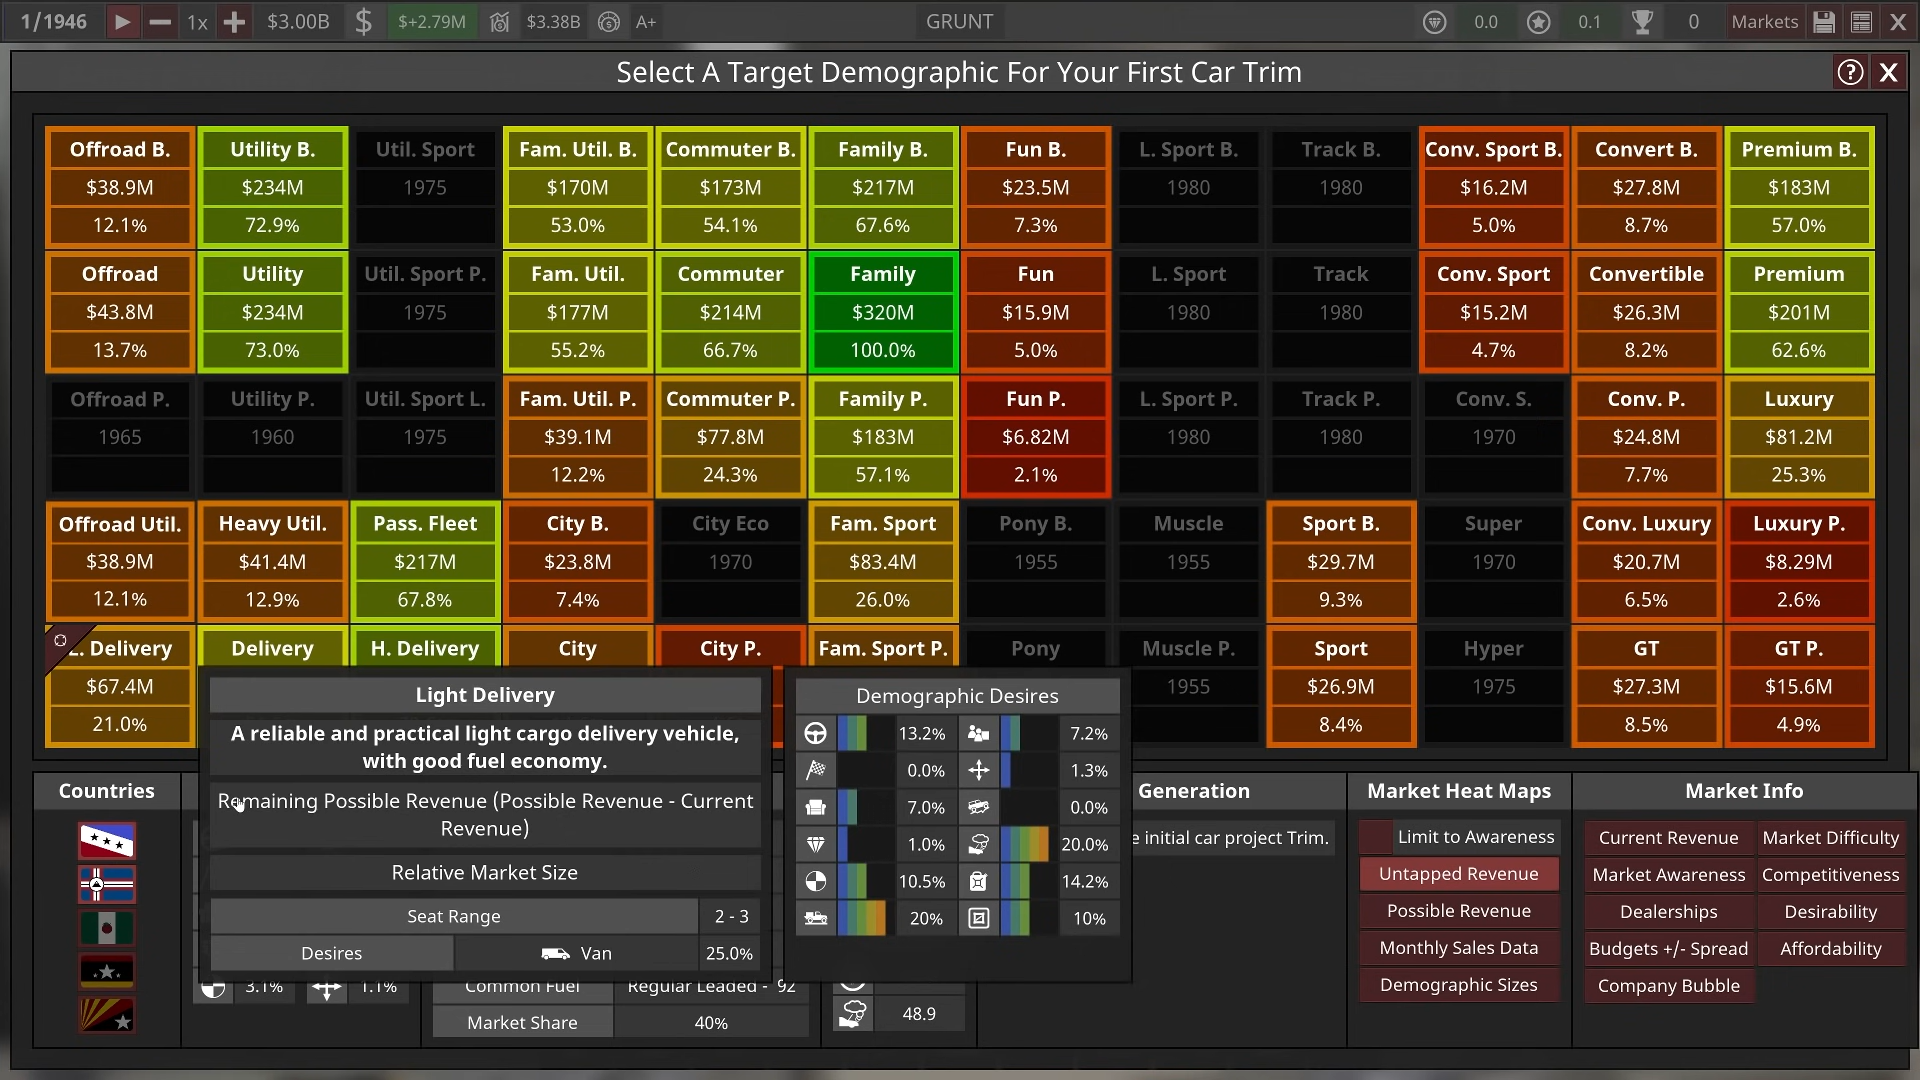 1/1946 1x $3.00B $+2.79M $3.38B A+ GRUNT 0.0 0.1 0 Markets
Select A Target Demographic For Your First Car Trim
Offroad B. Utility B. Util. Sport Fam. Util. B. Commuter B. Family B. Fun B. L. Sport B. Track B. Conv. Sport B. Convert B. Premium B.
$38.9M $234M 1975 $170M $173M $217M $23.5M 1980 1980 $16.2M $27.8M $183M
12.1% 72.9% 53.0% 54.1% 67.6% 7.3% 5.0% 8.7% 57.0%
Offroad Utility Util. Sport P. Fam. Util. Commuter Family Fun L. Sport Track Conv. Sport Convertible Premium
$43.8M $234M 1975 $177M $214M $320M $15.9M 1980 1980 $15.2M $26.3M $201M
13.7% 73.0% 55.2% 66.7% 100.0% 5.0% 4.7% 8.2% 62.6%
Offroad P. Utility P. Util. Sport L. Fam. Util. P. Commuter P. Family P. Fun P. L. Sport P. Track P. Conv. S. Conv. P. Luxury
1965 1960 1975 $39.1M $77.8M $183M $6.82M 1980 1980 1970 $24.8M $81.2M
12.2% 24.3% 57.1% 2.1% 7.7% 25.3%
Offroad Util. Heavy Util. Pass. Fleet City B. City Eco Fam. Sport Pony B. Muscle Sport B. Super Conv. Luxury Luxury P.
$38.9M $41.4M $217M $23.8M 1970 $83.4M 1955 1955 $29.7M 1970 $20.7M $8.29M
12.1% 12.9% 67.8% 7.4% 26.0% 9.3% 6.5% 2.6%
. Delivery Delivery H. Delivery City City P. Fam. Sport P. Pony Muscle P. Sport Hyper GT GT P.
$67.4M 1955 $26.9M 1975 $27.3M $15.6M
21.0% 8.4% 8.5% 4.9%
Light Delivery
A reliable and practical light cargo delivery vehicle,
with good fuel economy.
Remaining Possible Revenue (Possible Revenue - Current
Revenue)
Relative Market Size
Seat Range 2 - 3
Desires Van 25.0%
Demographic Desires
13.2% 7.2%
0.0% 1.3%
7.0% 0.0%
1.0% 20.0%
10.5% 14.2%
20% 10%
Countries
3.1% 1.1%
Common Fuel Regular Leaded - 92
Market Share 40%
48.9
Generation
e initial car project Trim.
Market Heat Maps
Limit to Awareness
Untapped Revenue
Possible Revenue
Monthly Sales Data
Demographic Sizes
Market Info
Current Revenue Market Difficulty
Market Awareness Competitiveness
Dealerships Desirability
Budgets +/- Spread Affordability
Company Bubble